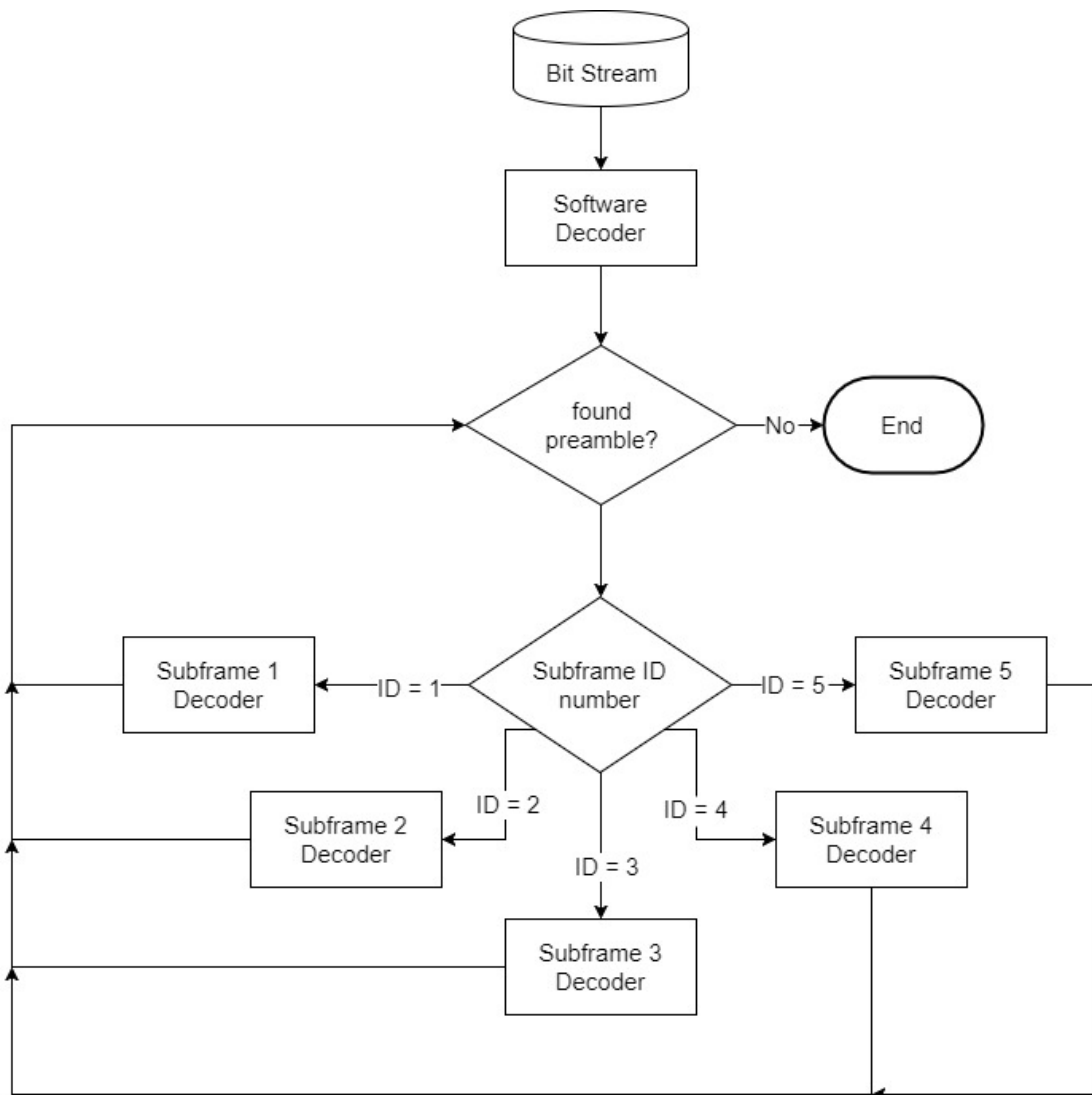 Bit Stream
Software
Decoder
found
preamble?
No
End
Subframe 1
Decoder
ID = 1
Subframe ID
number
ID = 5
Subframe 5
Decoder
Subframe 2
Decoder
ID = 2
ID = 4
Subframe 4
Decoder
ID = 3
Subframe 3
Decoder